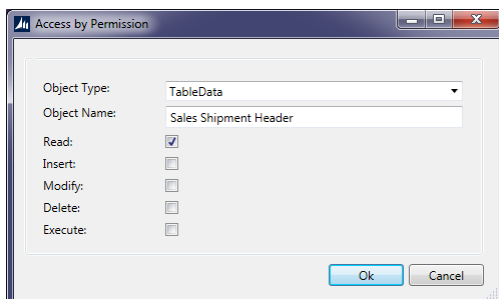 Access by Permission
Object Type: TableData
Object Name: Sales Shipment Header
Read:
Insert:
Modify:
Delete:
Execute:
Ok Cancel